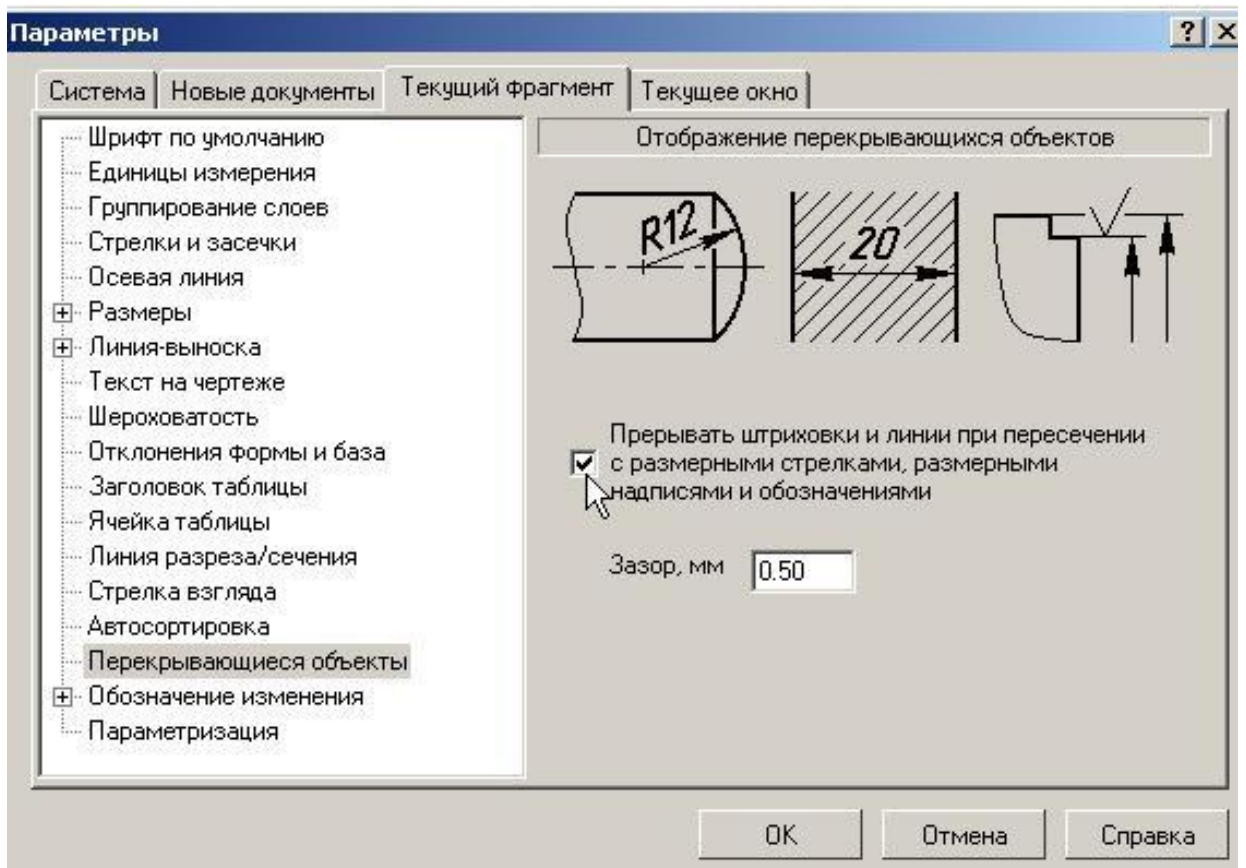 Параметры
Система
Новые документы
Текущий фрагмент
Текущее окно
Шрифт по умолчанию
Единицы измерения
Группирование слоев
Стрелки и засечки
Осевая линия
Размеры
Линия-выноска
Текст на чертеже
Шероховатость
Отклонения формы и база
Заголовок таблицы
Ячейка таблицы
Линия разреза/сечения
Стрелка взгляда
Автосортировка
Перекрывающиеся объекты
Обозначение изменения
Параметризация
Отображение перекрывающихся объектов
R12
20
Прерывать штриховки и линии при пересечении
с размерными стрелками, размерными
надписями и обозначениями
Зазор, мм
0.50
OK
Отмена
Справка